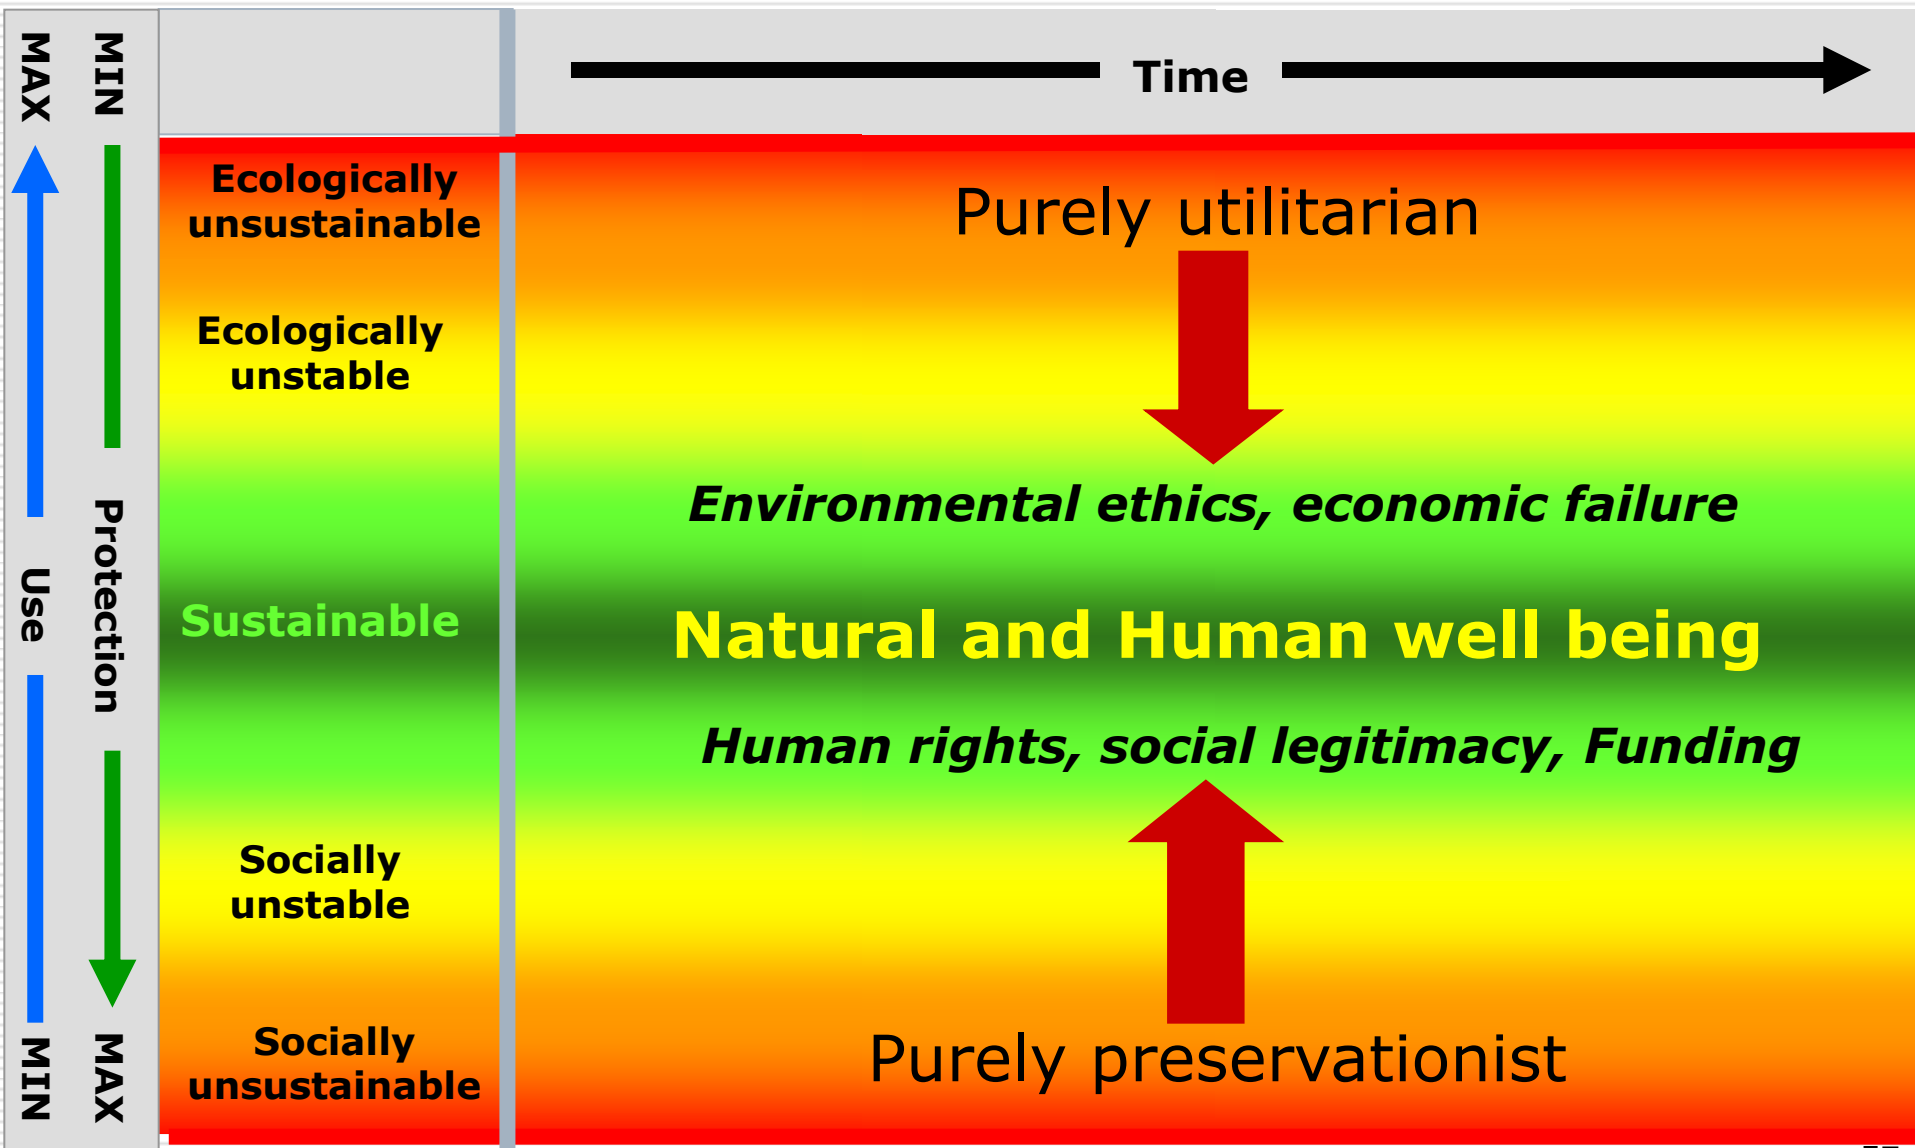 MAX
MIN
Time
Ecologically
unsustainable
Purely utilitarian
Ecologically
unstable
Environmental ethics, economic failure
Use
Protection
Sustainable
Natural and Human well being
Human rights, social legitimacy, Funding
Socially
unstable
Socially
unsustainable
Purely preservationist
MIN
MAX